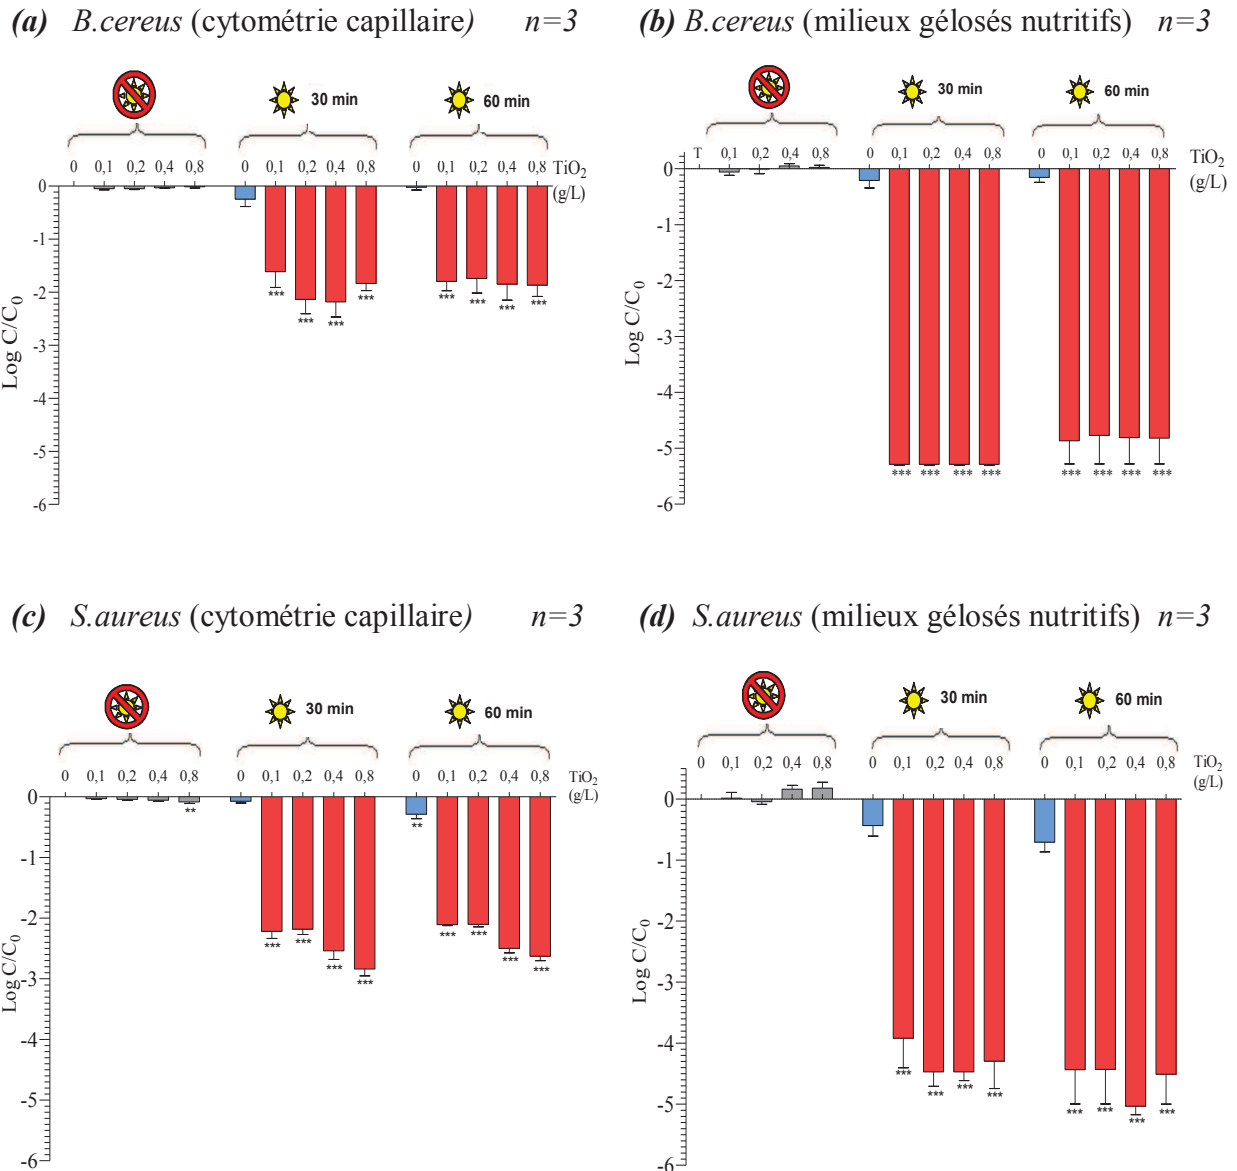 (a) B.cereus (cytométrie capillaire) n=3
30 min
60 min
0 0,1 0,2 0,4 0,8 0 0,1 0,2 0,4 0,8 0 0,1 0,2 0,4 0,8 TiO2
(g/L)
0
-1
-2
-3
-4
-5
-6
Log C/C0
*** *** *** *** *** *** *** ***
(b) B.cereus (milieux gélosés nutritifs) n=3
30 min
60 min
T 0,1 0,2 0,4 0,8 0 0,1 0,2 0,4 0,8 0 0,1 0,2 0,4 0,8 TiO2
(g/L)
0
-1
-2
-3
-4
-5
-6
Log C/C0
*** *** *** *** *** *** *** ***
(c) S.aureus (cytométrie capillaire) n=3
30 min
60 min
0 0,1 0,2 0,4 0,8 0 0,1 0,2 0,4 0,8 0 0,1 0,2 0,4 0,8 TiO2
(g/L)
0
-1
-2
-3
-4
-5
-6
Log C/C0
** *** *** *** *** ** *** *** *** ***
(d) S.aureus (milieux gélosés nutritifs) n=3
30 min
60 min
0 0,1 0,2 0,4 0,8 0 0,1 0,2 0,4 0,8 0 0,1 0,2 0,4 0,8 TiO2
(g/L)
0
-1
-2
-3
-4
-5
-6
Log C/C0
*** *** *** *** *** *** *** ***